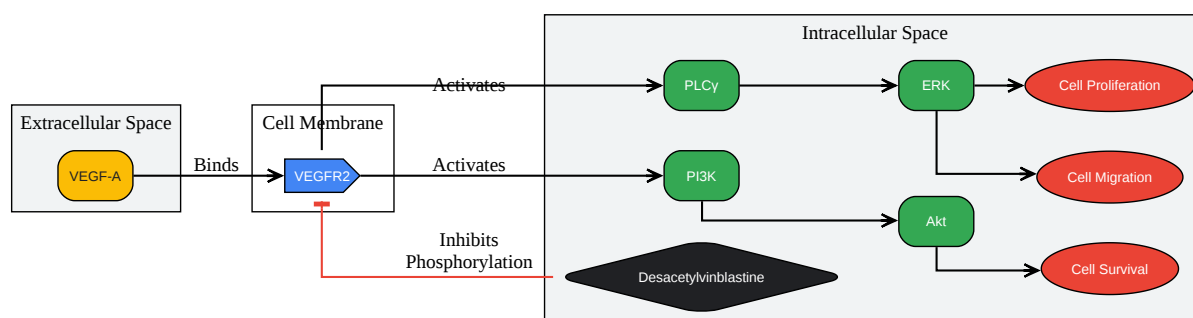 Intracellular Space
Activates
PLCγ
ERK
Cell Proliferation
Extracellular Space
Cell Membrane
VEGF-A
Binds
VEGFR2
Activates
PI3K
Cell Migration
Akt
Inhibits
Phosphorylation
Desacetylvinblastine
Cell Survival